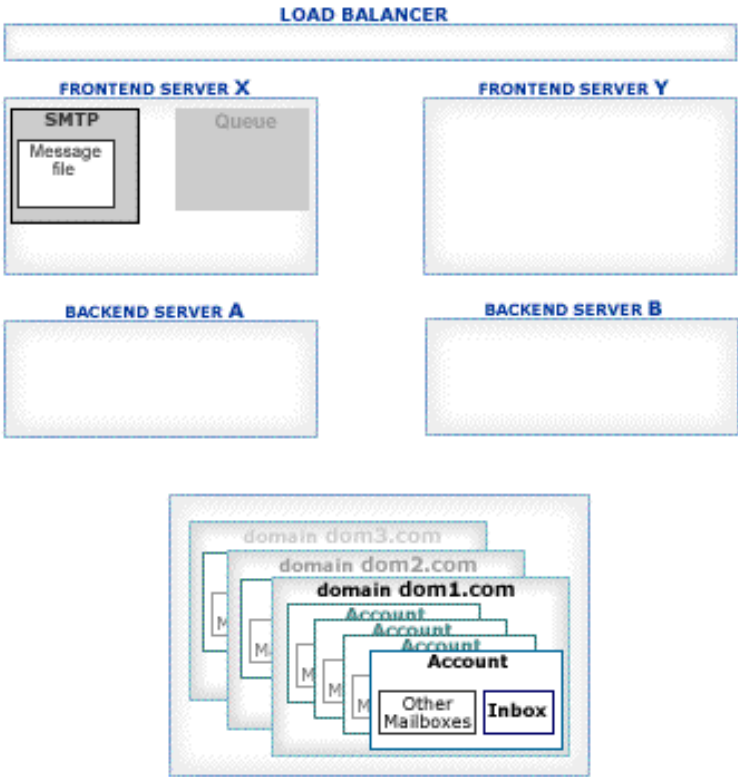 LOAD BALANCER
FRONTEND SERVER X
FRONTEND SERVER Y
SMTP
Queue
Message
file
BACKEND SERVER A
BACKEND SERVER B
domain dom3.com
domain dom2.com
domain dom1.com
Account
Account
Account
Account
M
M
M
M
M
Other
Mailboxes
Inbox